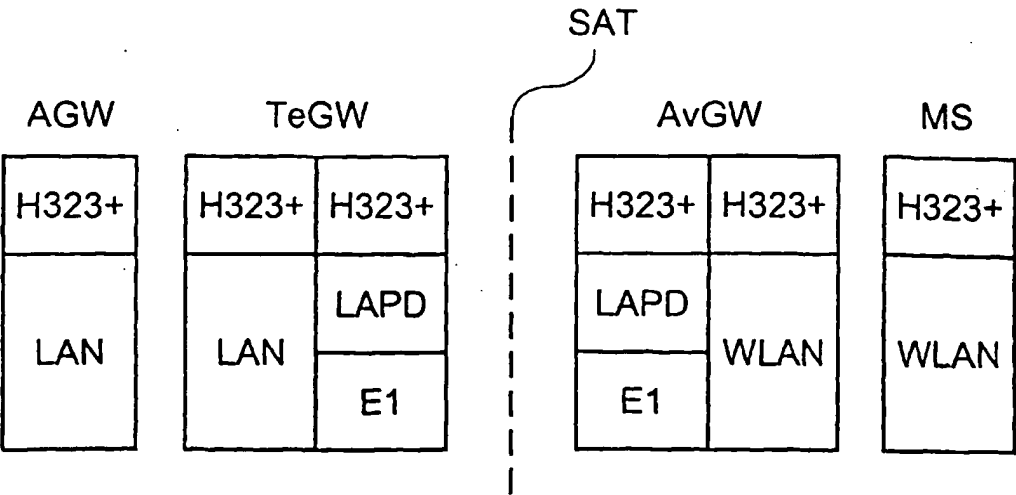 SAT
AGW TeGW AvGW MS
H323+ H323+ H323+ H323+ H323+ H323+
LAPD LAPD
LAN LAN WLAN WLAN
E1 E1